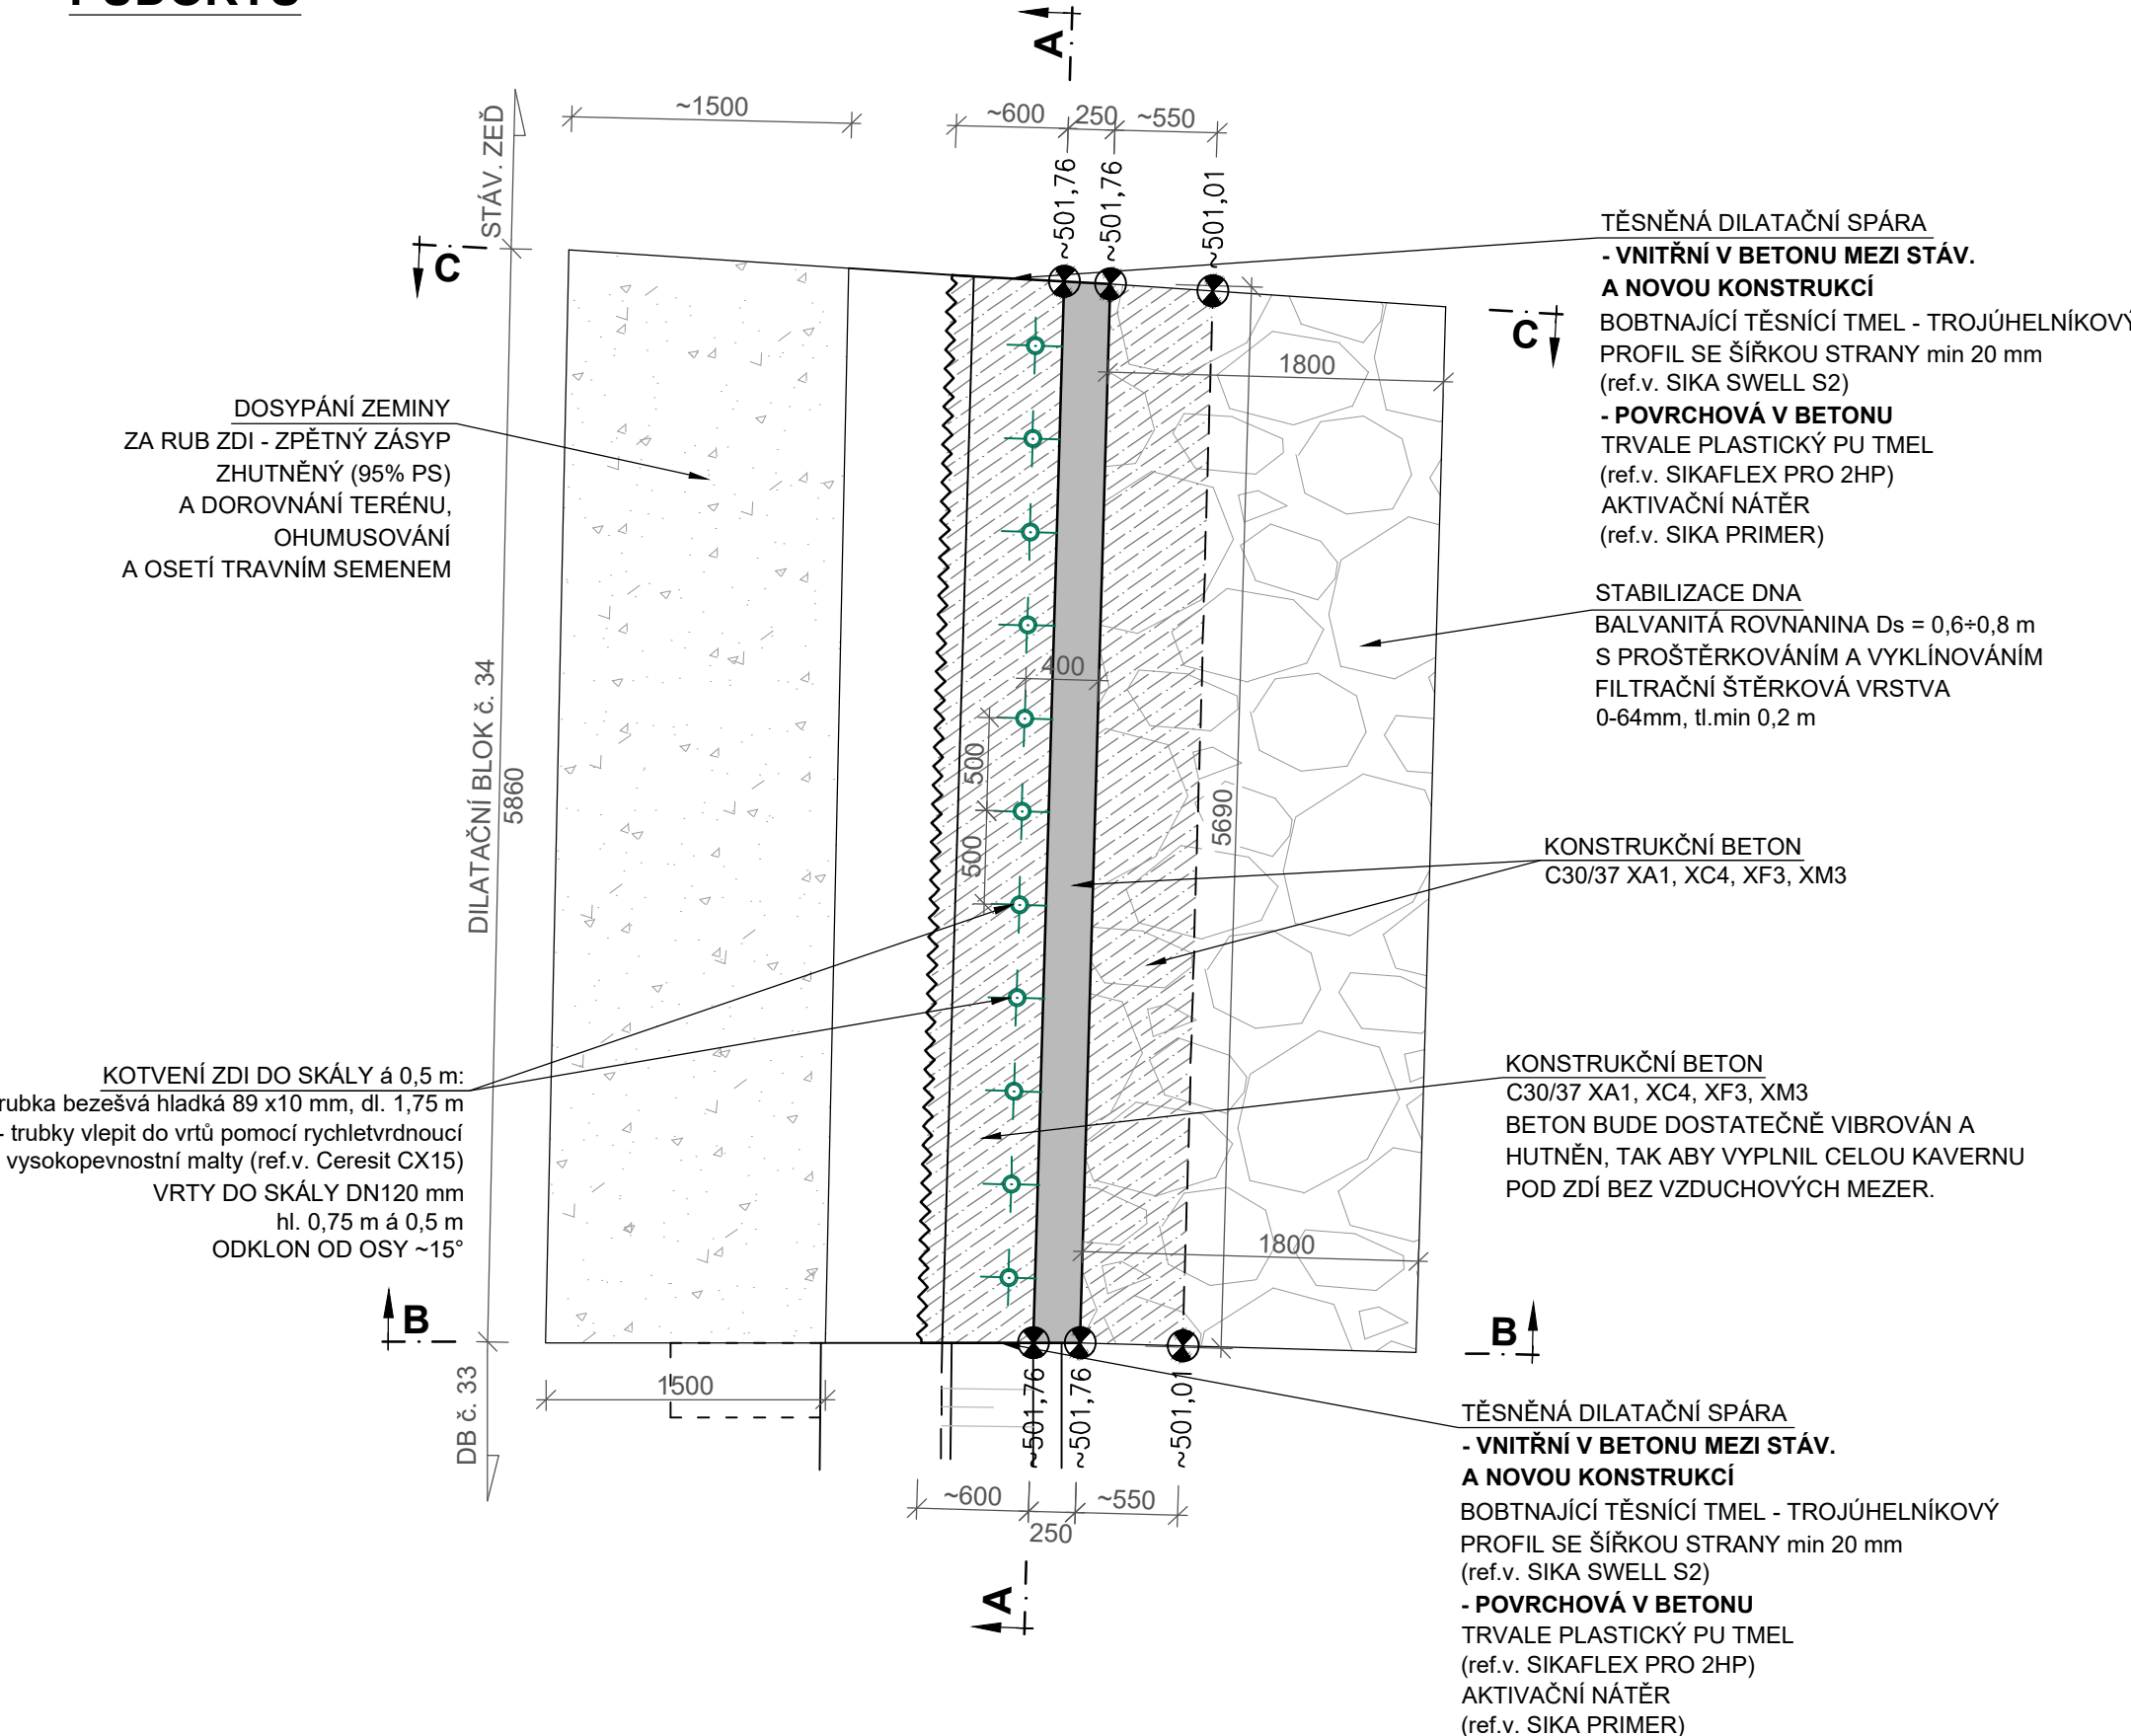 A
~1500
~600
250
~550
STÁV. ZEĎ
~501,76
~501,76
~501,01
C
C
TĚSNĚNÁ DILATAČNÍ SPÁRA
- VNITŘNÍ V BETONU MEZI STÁV.
A NOVOU KONSTRUKCÍ
BOBTNAJÍCÍ TĚSNÍCÍ TMEL - TROJÚHELNÍKOVÝ
PROFIL SE ŠÍŘKOU STRANY min 20 mm
(ref.v. SIKA SWELL S2)
- POVRCHOVÁ V BETONU
TRVALE PLASTICKÝ PU TMEL
(ref.v. SIKAFLEX PRO 2HP)
AKTIVAČNÍ NÁTĚR
(ref.v. SIKA PRIMER)
1800
DOSYPÁNÍ ZEMINY
ZA RUB ZDI - ZPĚTNÝ ZÁSYP
ZHUTNĚNÝ (95% PS)
A DOROVNÁNÍ TERÉNU,
OHUMUSOVÁNÍ
A OSETÍ TRAVNÍM SEMENEM
STABILIZACE DNA
BALVANITÁ ROVNANINA Ds = 0,6÷0,8 m
S PROŠTĚRKOVÁNÍM A VYKLÍNOVÁNÍM
FILTRAČNÍ ŠTĚRKOVÁ VRSTVA
0-64mm, tl.min 0,2 m
400
500
500
DILATAČNÍ BLOK č. 34
5860
5690
KONSTRUKČNÍ BETON
C30/37 XA1, XC4, XF3, XM3
KOTVENÍ ZDI DO SKÁLY á 0,5 m:
rubka bezešvá hladká 89 x10 mm, dl. 1,75 m
- trubky vlepit do vrtů pomocí rychletvrdnoucí
vysokopevnostní malty (ref.v. Ceresit CX15)
VRTY DO SKÁLY DN120 mm
hl. 0,75 m á 0,5 m
ODKLON OD OSY ~15°
KONSTRUKČNÍ BETON
C30/37 XA1, XC4, XF3, XM3
BETON BUDE DOSTATEČNĚ VIBROVÁN A
HUTNĚN, TAK ABY VYPLNIL CELOU KAVERNU
POD ZDÍ BEZ VZDUCHOVÝCH MEZER.
1800
B
B
DB č. 33
1500
~501,76
~501,76
~501,01
~600
250
~550
A
TĚSNĚNÁ DILATAČNÍ SPÁRA
- VNITŘNÍ V BETONU MEZI STÁV.
A NOVOU KONSTRUKCÍ
BOBTNAJÍCÍ TĚSNÍCÍ TMEL - TROJÚHELNÍKOVÝ
PROFIL SE ŠÍŘKOU STRANY min 20 mm
(ref.v. SIKA SWELL S2)
- POVRCHOVÁ V BETONU
TRVALE PLASTICKÝ PU TMEL
(ref.v. SIKAFLEX PRO 2HP)
AKTIVAČNÍ NÁTĚR
(ref.v. SIKA PRIMER)